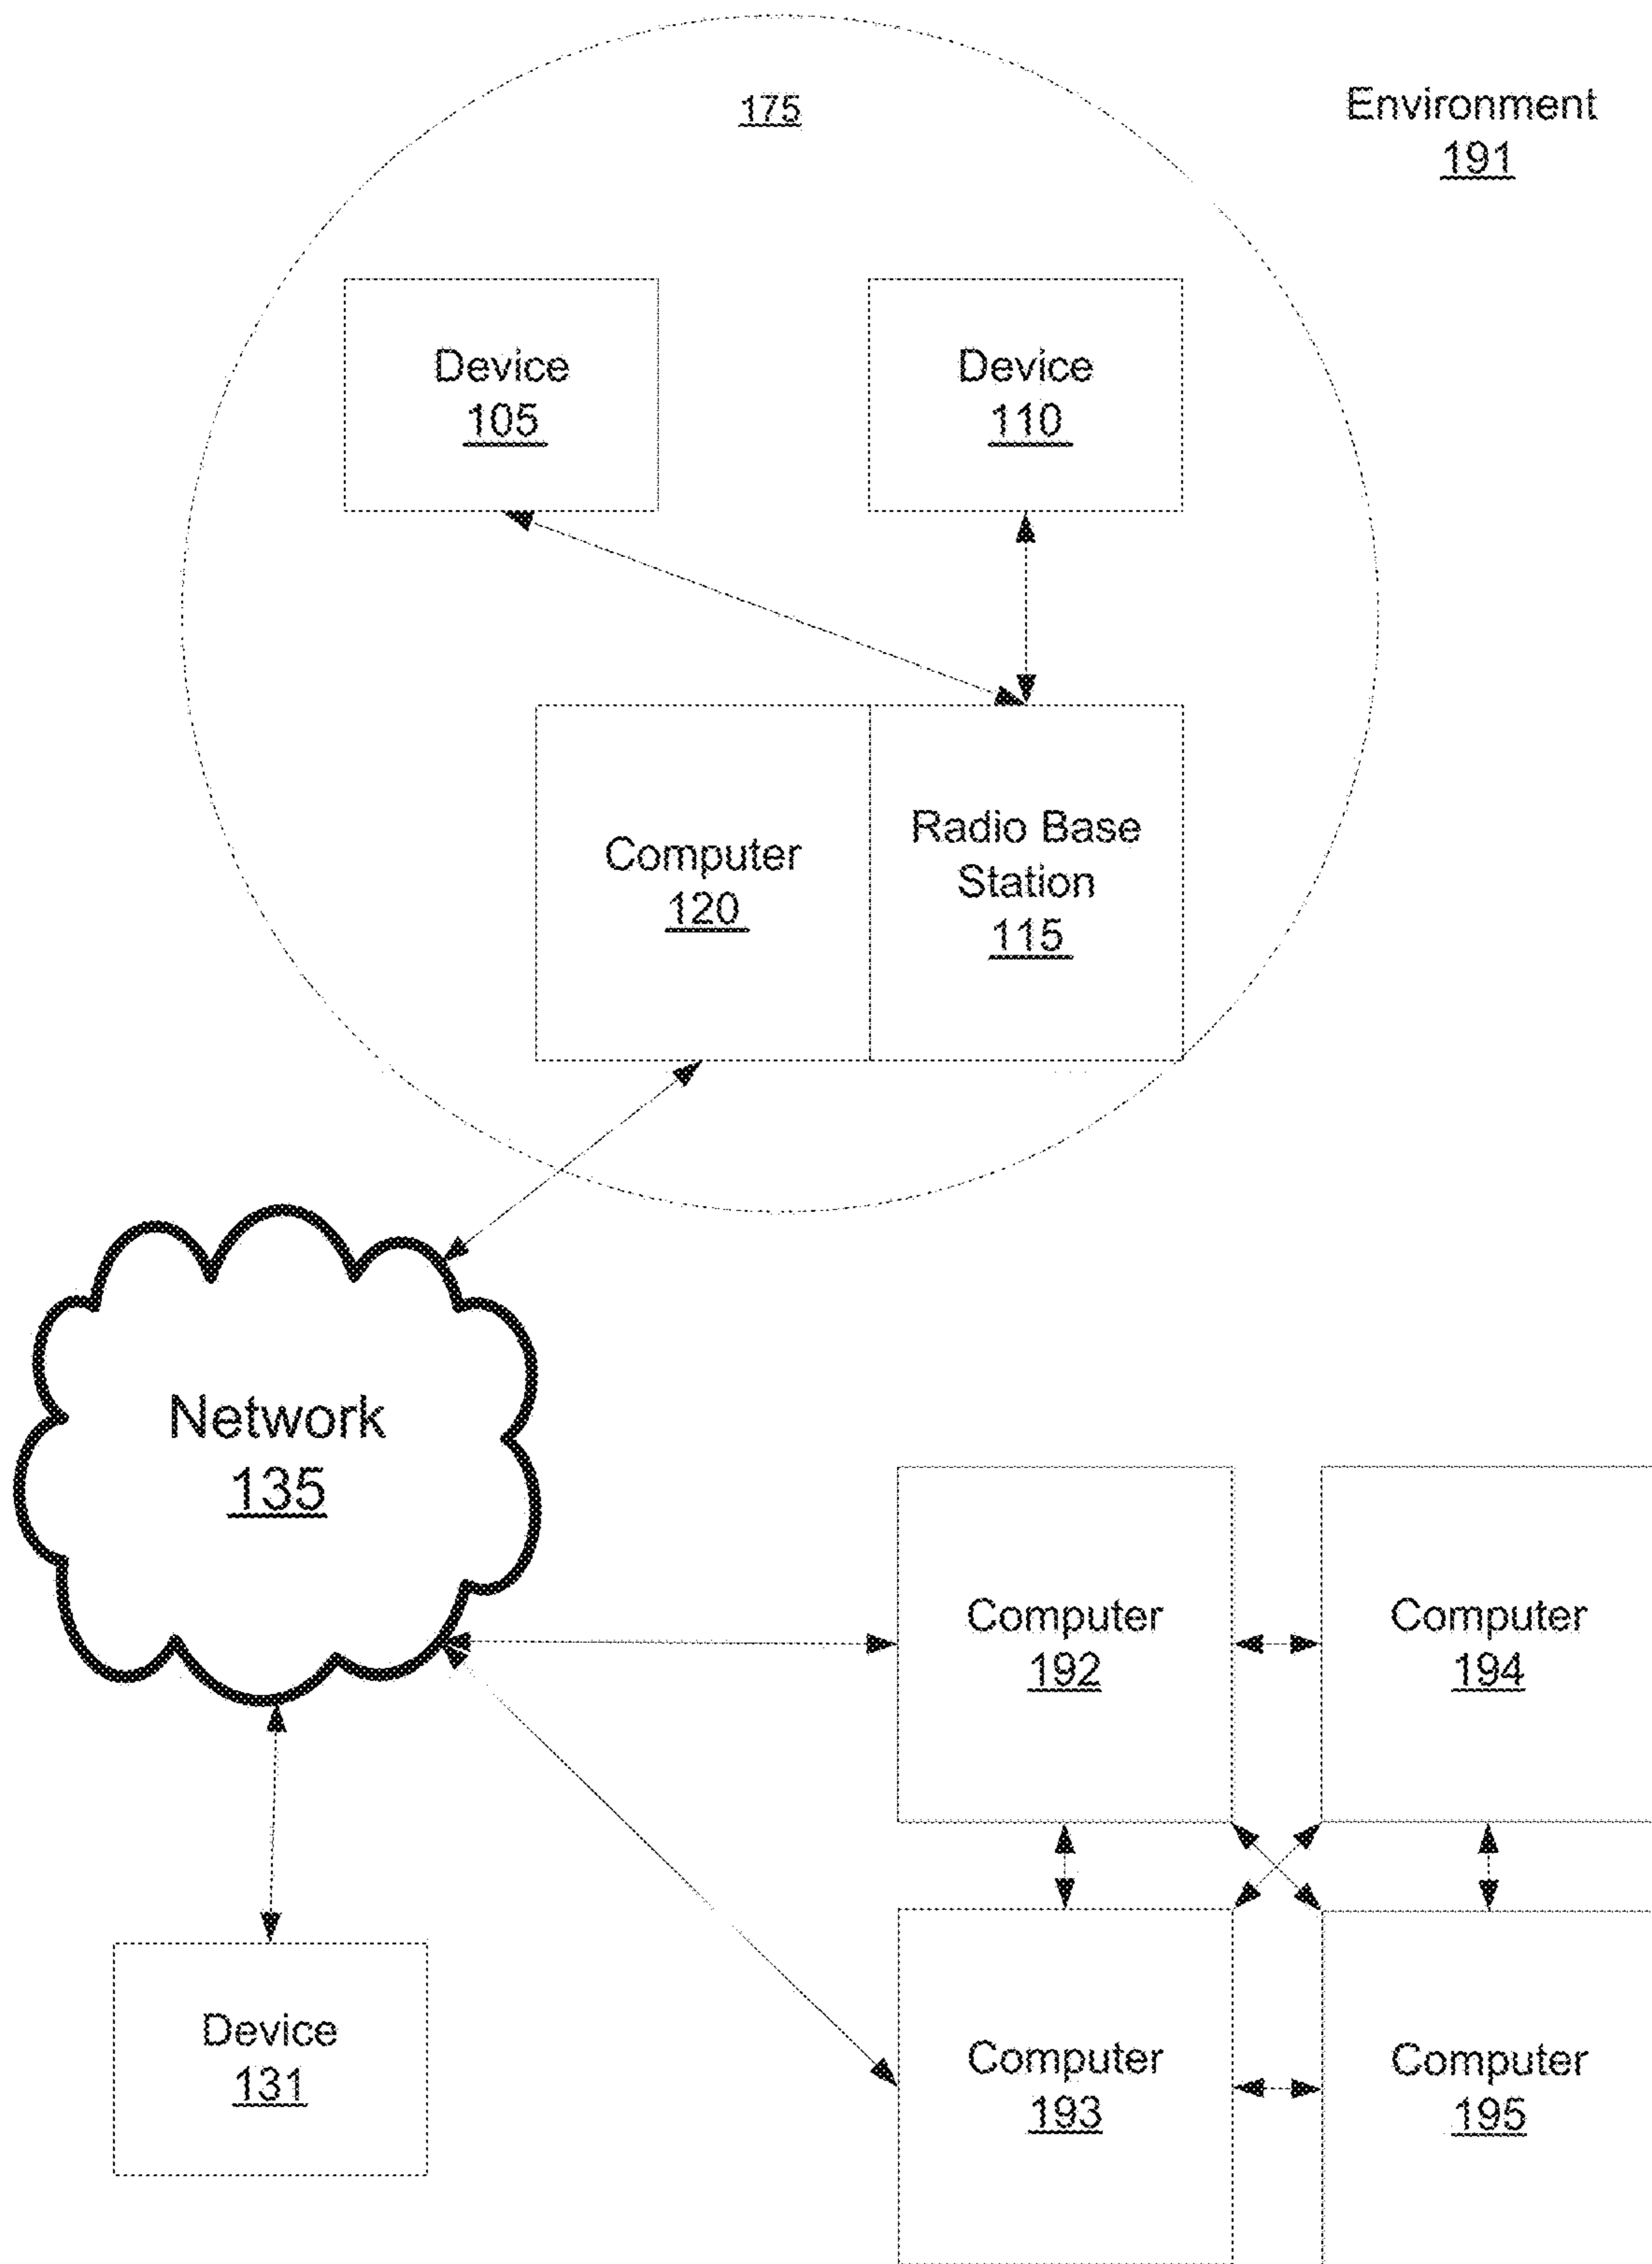 175
Environment
191
Device
105
Device
110
Computer
120
Radio Base
Station
115
Network
135
Computer
192
Computer
194
Device
131
Computer
193
Computer
195